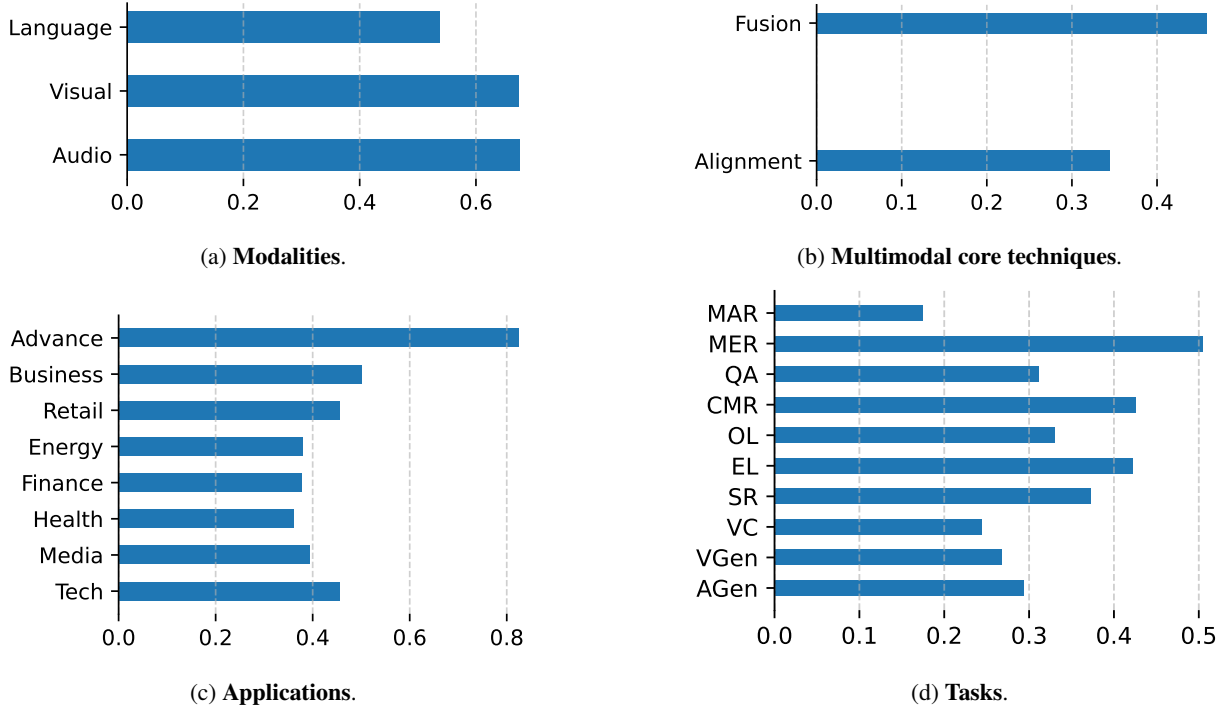 Language
Visual
Audio
0.0 0.2 0.4 0.6
(a) Modalities.
Fusion
Alignment
0.0 0.1 0.2 0.3 0.4
(b) Multimodal core techniques.
Advance
Business
Retail
Energy
Finance
Health
Media
Tech
0.0 0.2 0.4 0.6 0.8
(c) Applications.
MAR
MER
QA
CMR
OL
EL
SR
VC
VGen
AGen
0.0 0.1 0.2 0.3 0.4 0.5
(d) Tasks.